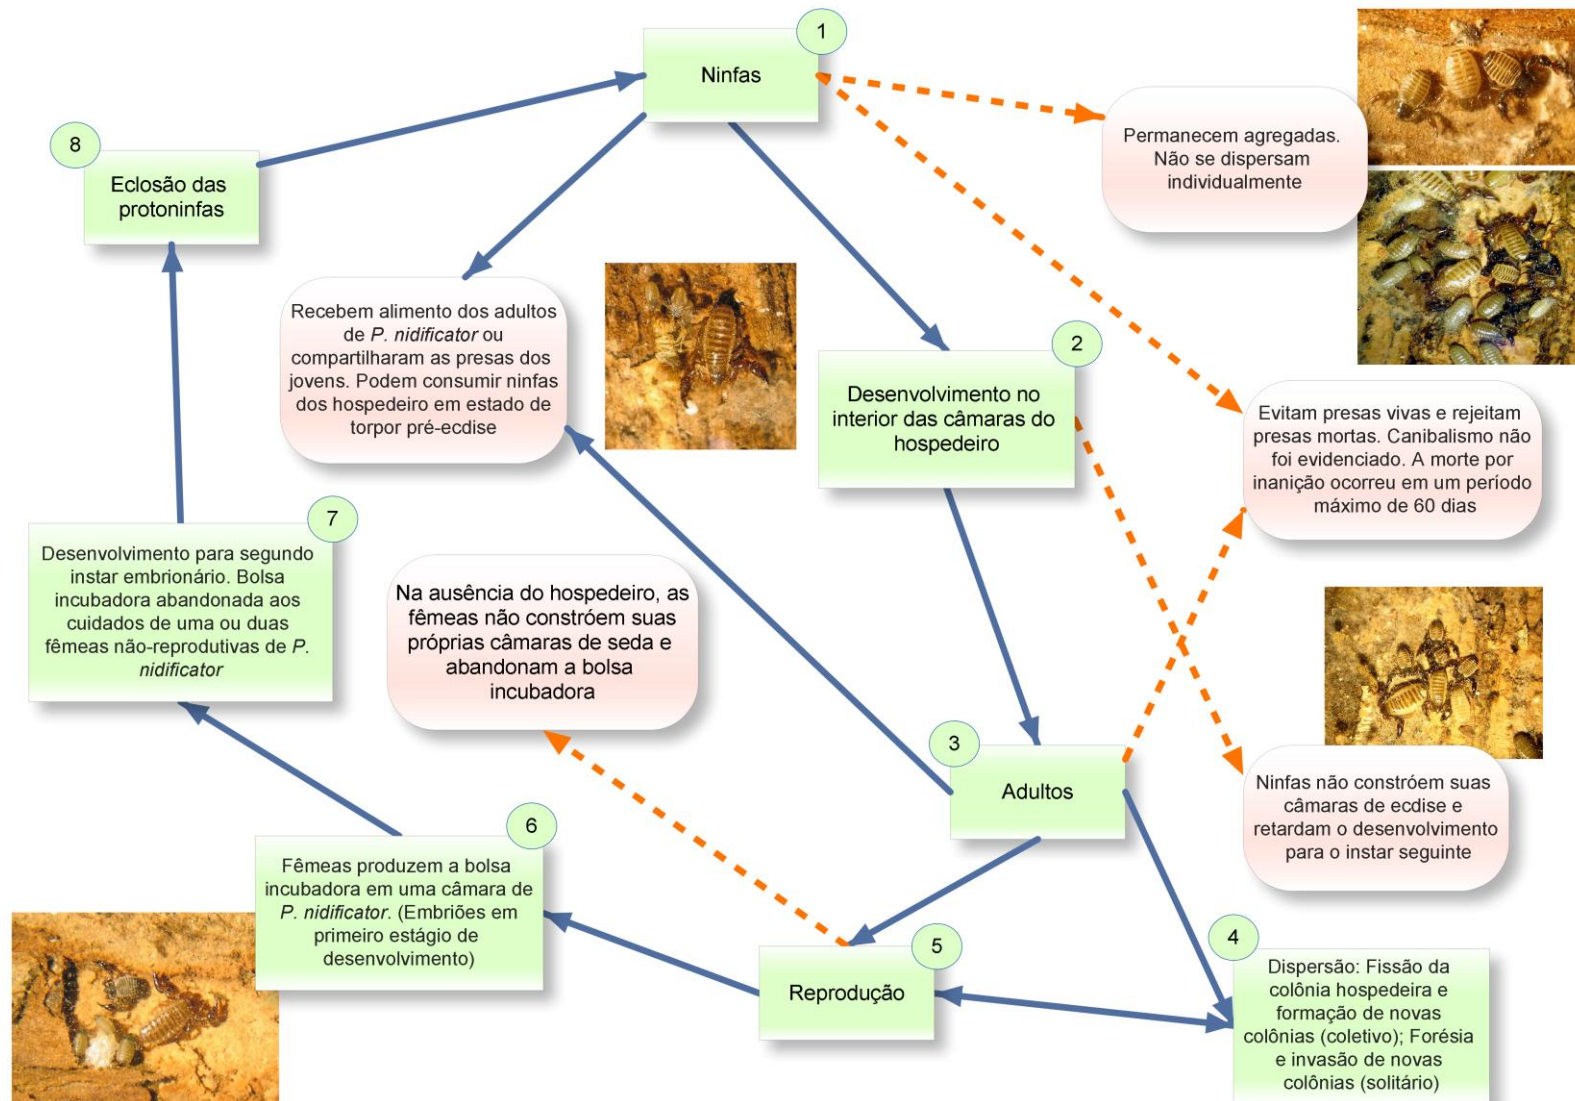 1
Ninfas
Permanecem agregadas.
Não se dispersam
individualmente
8
Eclosão das
protoninfas
Recebem alimento dos adultos
de P. nidificator ou
compartilharam as presas dos
jovens. Podem consumir ninfas
dos hospedeiro em estado de
torpor pré-ecdise
2
Desenvolvimento no
interior das câmaras do
hospedeiro
Evitam presas vivas e rejeitam
presas mortas. Canibalismo não
foi evidenciado. A morte por
inanição ocorreu em um período
máximo de 60 dias
7
Desenvolvimento para segundo
instar embrionário. Bolsa
incubadora abandonada aos
cuidados de uma ou duas
fêmeas não-reprodutivas de P.
nidificator
Na ausência do hospedeiro, as
fêmeas não constróem suas
próprias câmaras de seda e
abandonam a bolsa
incubadora
3
Adultos
Ninfas não constróem suas
câmaras de ecdise e
retardam o desenvolvimento
para o instar seguinte
6
Fêmeas produzem a bolsa
incubadora em uma câmara de
P. nidificator. (Embriões em
primeiro estágio de
desenvolvimento)
5
Reprodução
4
Dispersão: Fissão da
colônia hospedeira e
formação de novas
colônias (coletivo); Forésia
e invasão de novas
colônias (solitário)